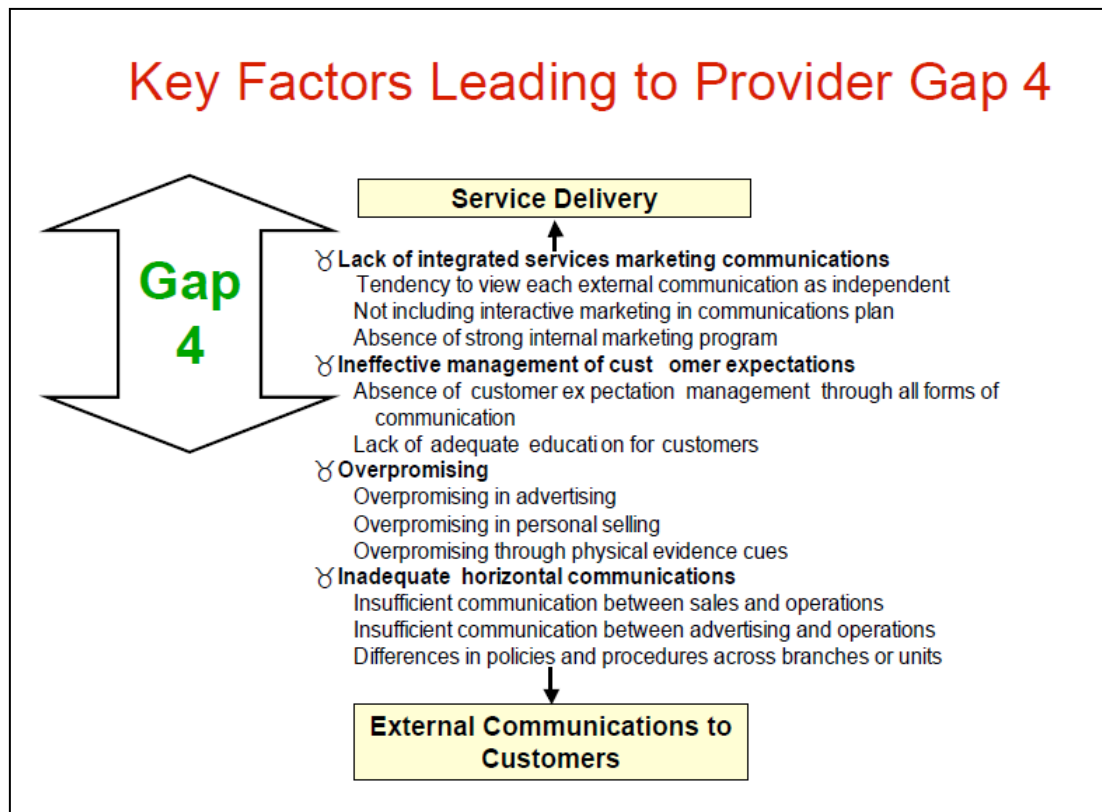 Key Factors Leading to Provider Gap 4
Service Delivery
Gap
4
Lack of integrated services marketing communications
Tendency to view each external communication as independent
Not including interactive marketing in communications plan
Absence of strong internal marketing program
Ineffective management of cust omer expectations
Absence of customer ex pectation management through all forms of
communication
Lack of adequate education for customers
Overpromising
Overpromising in advertising
Overpromising in personal selling
Overpromising through physical evidence cues
Inadequate horizontal communications
Insufficient communication between sales and operations
Insufficient communication between advertising and operations
Differences in policies and procedures across branches or units
External Communications to
Customers